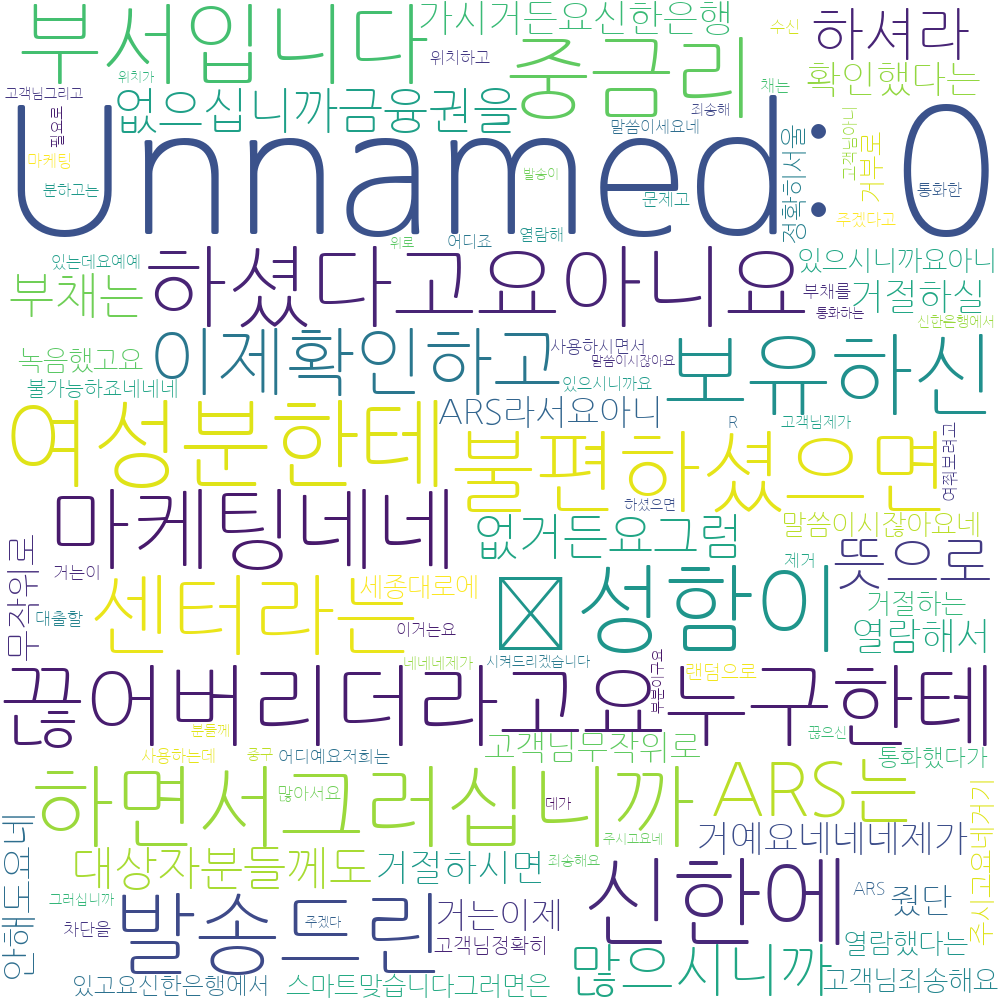 부서입니다
가시거든요신한은행
수신
하셔라
위치하고
중금리
확인했다는
위치가
고객님그리고
없으십니까금융권을
죄송해
채는
필요로
말씀이세요네
정확히서울
고객님아니
거부로
Unnamed: 0
마케팅
분하고는
발송이
문제고
통화한
주겠다고
위로
어디죠
열람해
있는데요예예
하셨다고요아니요
있으시니까요아니
부채는
부채를
거절하실
통화하는
신한은행에서
이제확인하고
사용하시면서
말씀이시잖아요
보유하신
녹음했고요
불가능하죠네네네
있으시니까요
ARS라서요아니
R
고객님제가
여성분한테
불편하셨으면
여쭤보려고
하셨으면
마케팅네네
없거든요그럼
말씀이시잖아요네
무작위로
거는이
제거
뜻으로
센터라는
세종대로에
성함이
거절하는
대출할
이거는요
열람해서
네네네제가
시켜드리겠습니다
부분이구요
랜덤으로
끊어버리더라고요
누구한테
분들께
끊으신
고객님무작위로
사용하는데
중구
어디예요저희는
통화했다가
하면서그러십니까
많아서요
데가
ARS는
주시고요네거기
안해도요네
주시고요네
거예요네네네제가
대상자분들께도
거절하시면
죄송해요
신한에
그러십니까
ARS
줬단
차단을
발송드린
주겠다
거는이제
고객님정확히
열람했다는
많으시니까
있고요신한은행에서
스마트맞습니다그러면은
고객님죄송해요